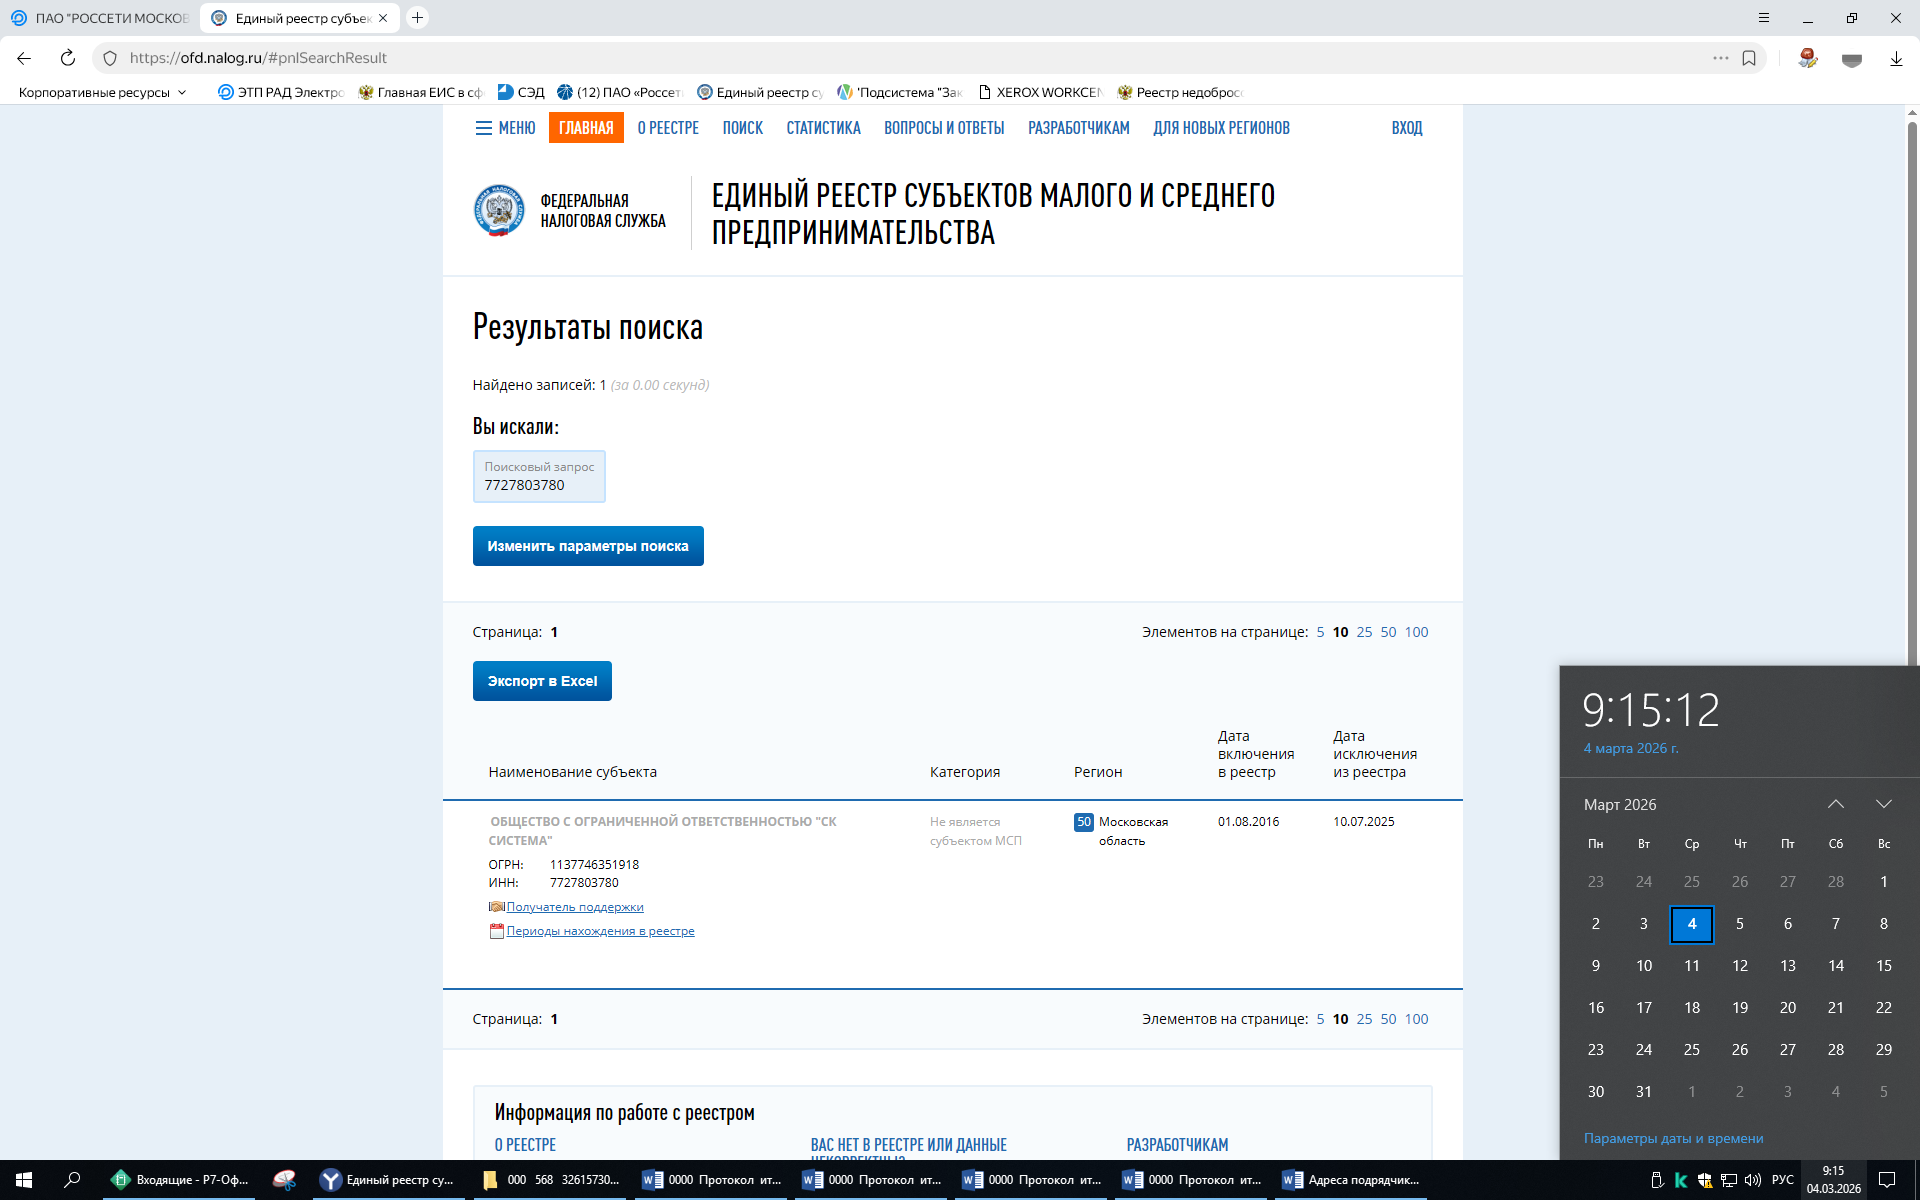 ПАО "РОССЕТИ МОСКОВ
Единый реестр субъек
https://ofd.nalog.ru/#pnlSearchResult
Корпоративные ресурсы
ЭТП РАД Электро
Главная ЕИС в сф
СЭД
(12) ПАО «Россет
Единый реестр су
'Подсистема "Зак
XEROX WORKCEN
Реестр недоброс
МЕНЮ
ГЛАВНАЯ
О РЕЕСТРЕ
ПОИСК
СТАТИСТИКА
ВОПРОСЫ И ОТВЕТЫ
РАЗРАБОТЧИКАМ
ДЛЯ НОВЫХ РЕГИОНОВ
ВХОД
ФЕДЕРАЛЬНАЯ
НАЛОГОВАЯ СЛУЖБА
ЕДИНЫЙ РЕЕСТР СУБЪЕКТОВ МАЛОГО И СРЕДНЕГО
ПРЕДПРИНИМАТЕЛЬСТВА
Результаты поиска
Найдено записей: 1 (за 0.00 секунд)
Вы искали:
Поисковый запрос
7727803780
Изменить параметры поиска
Страница: 1
Элементов на странице: 5 10 25 50 100
Экспорт в Excel
Наименование субъекта
Категория
Регион
Дата
включения
в реестр
Дата
исключения
из реестра
ОБЩЕСТВО С ОГРАНИЧЕННОЙ ОТВЕТСТВЕННОСТЬЮ "СК
СИСТЕМА"
ОГРН: 1137746351918
ИНН: 7727803780
Получатель поддержки
Периоды нахождения в реестре
Не является
субъектом МСП
50 Московская
область
01.08.2016
10.07.2025
Страница: 1
Элементов на странице: 5 10 25 50 100
Информация по работе с реестром
О РЕЕСТРЕ
ВАС НЕТ В РЕЕСТРЕ ИЛИ ДАННЫЕ
НЕКОРРЕКТНЫ?
РАЗРАБОТЧИКАМ
9:15:12
4 марта 2026 г.
Март 2026
Пн Вт Ср Чт Пт Сб Вс
23 24 25 26 27 28 1
2 3 4 5 6 7 8
9 10 11 12 13 14 15
16 17 18 19 20 21 22
23 24 25 26 27 28 29
30 31 1 2 3 4 5
Параметры даты и времени
Входящие - Р7-Оф...
Единый реестр су...
000 568 32615730...
0000 Протокол ит...
0000 Протокол ит...
0000 Протокол ит...
0000 Протокол ит...
Адреса подрядчик...
РУС
9:15
04.03.2026